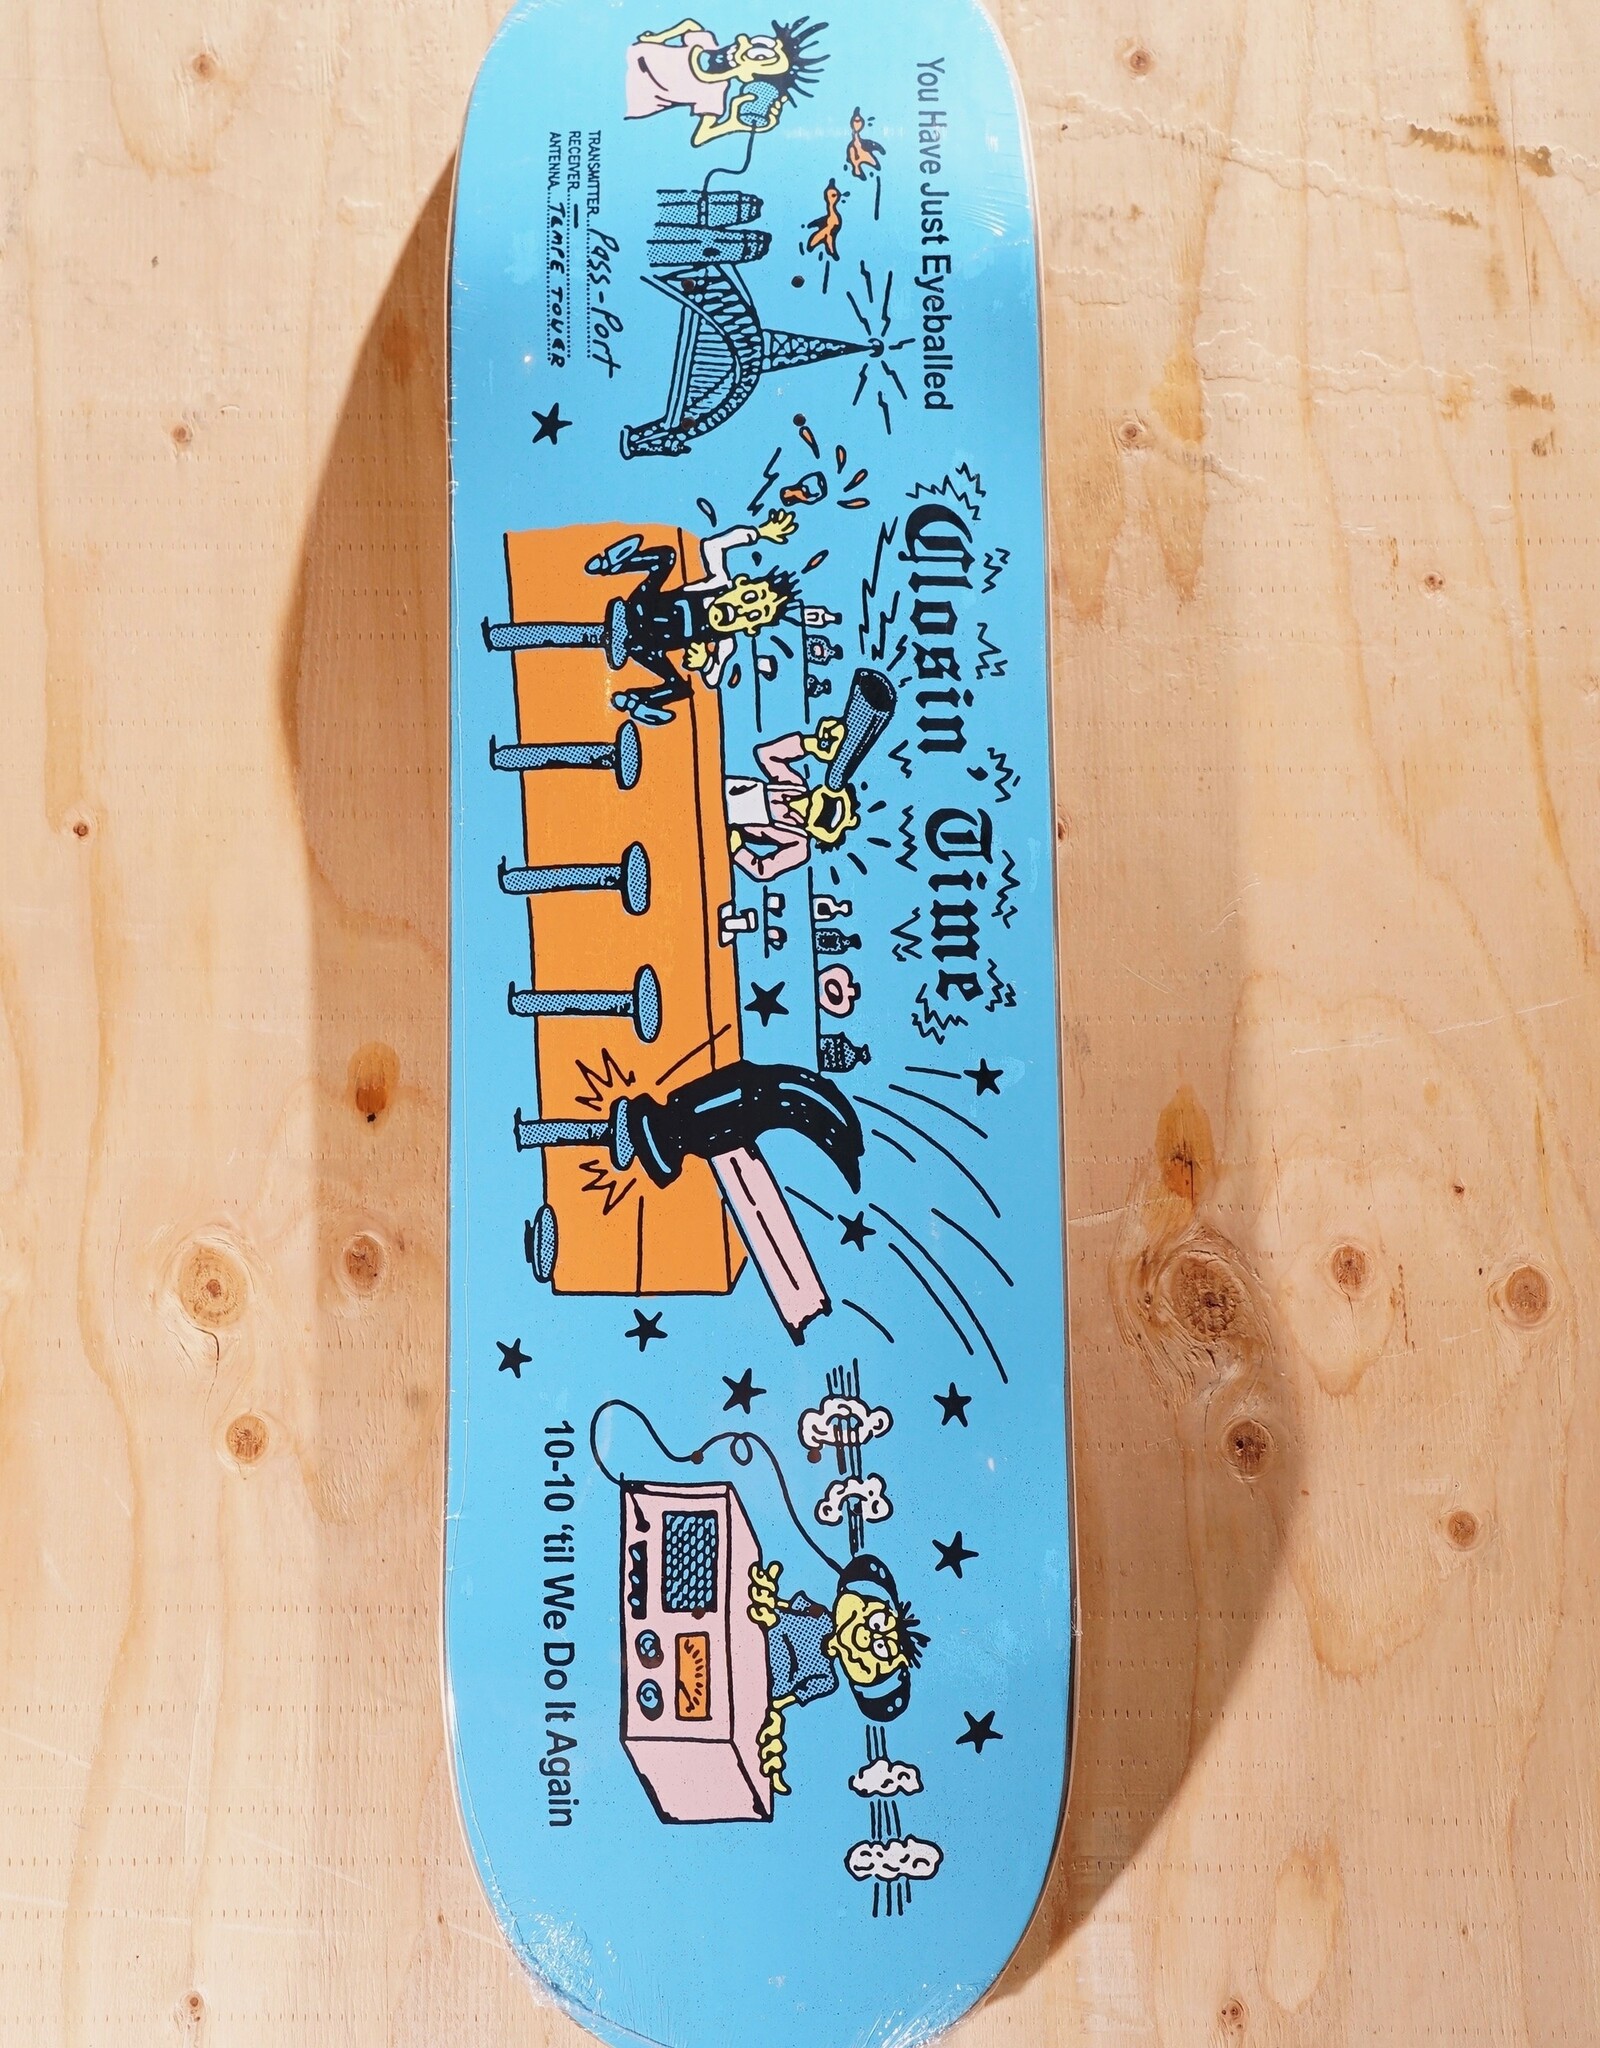 You Have Just Eyeballed
TRANSMITTER....Pass-Port
RECEIVER....—
ANTENNA...TEMPE TOWER
Closin' Time
10-10 ‘til We Do It Again